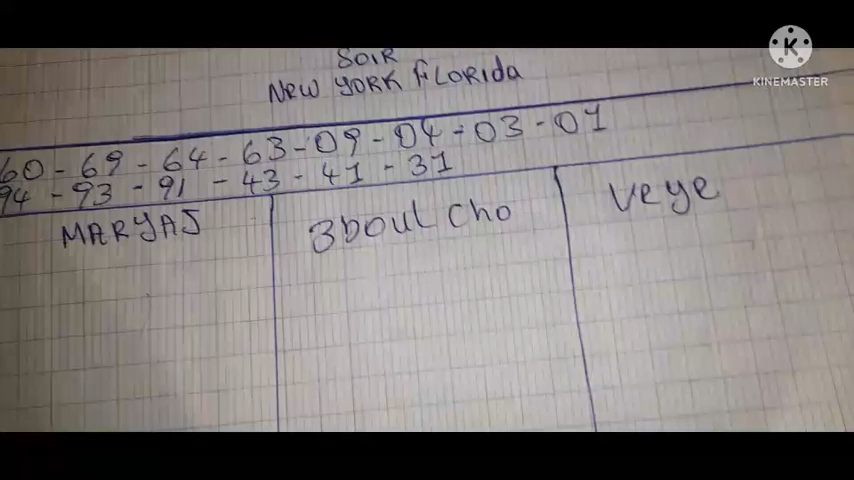 SOIR
NEW YORK FLORIDA
60 - 69 - 64 - 63 - 09 - 04 - 03 - 01
94 - 93 - 91 - 43 - 41 - 31
MARYAJ
3boul cho
veye
K
KINEMASTER